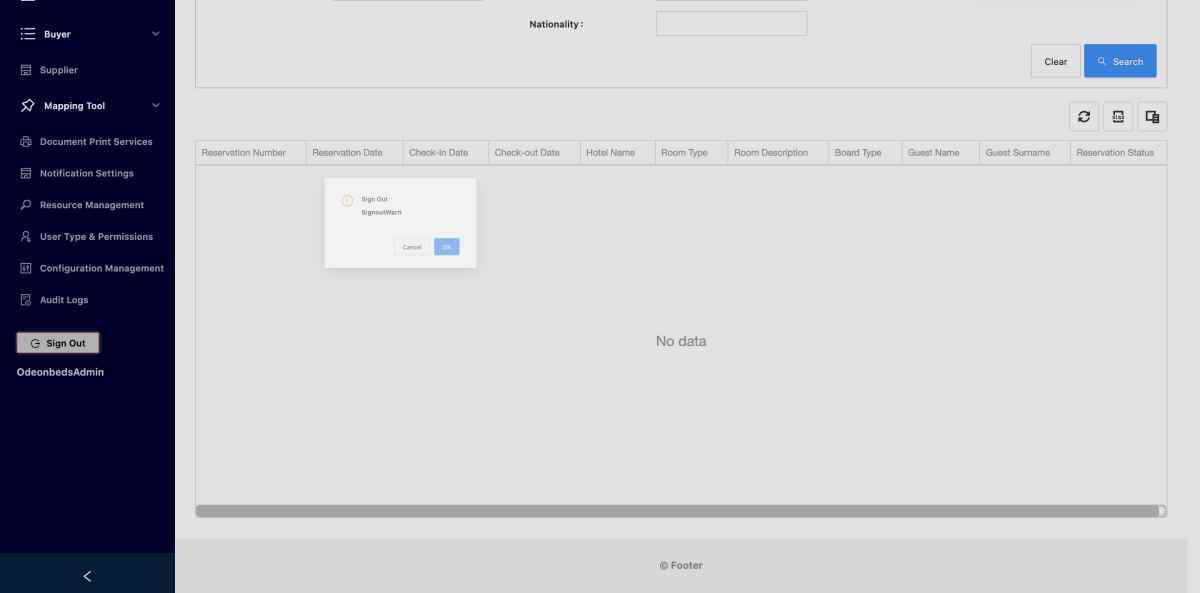 Buyer
Supplier
Mapping Tool
Document Print Services
Notification Settings
Resource Management
User Type & Permissions
Configuration Management
Audit Logs
Sign Out
OdeonbedsAdmin
Nationality :
Clear
Search
Reservation Number Reservation Date Check-In Date Check-out Date Hotel Name Room Type Room Description Board Type Guest Name Guest Surname Reservation Status
Sign Out
SignoutWarn
Cancel OK
No data
© Footer